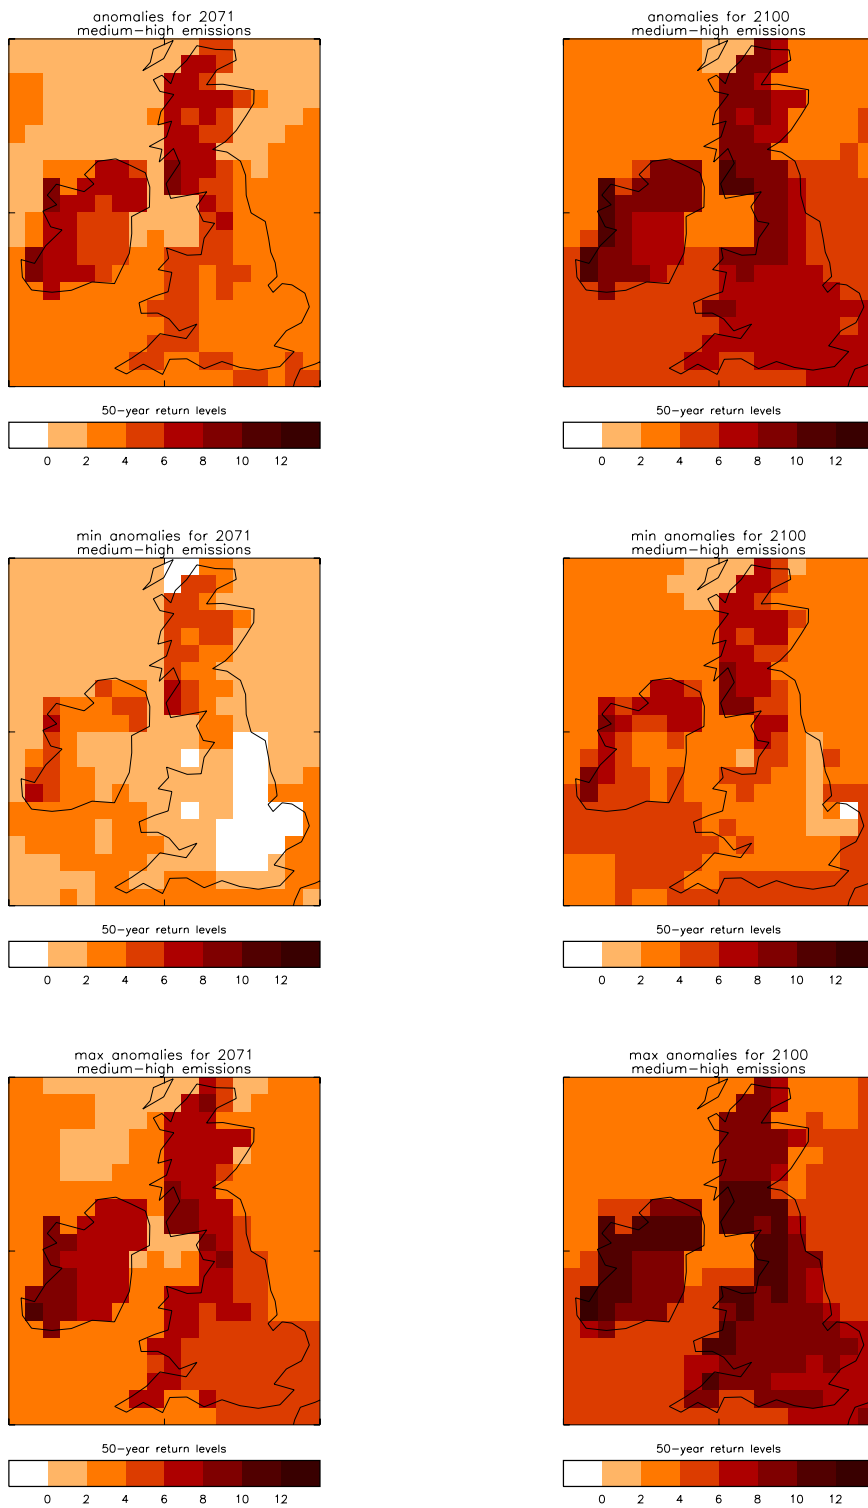 anomalies for 2071
medium-high emissions
anomalies for 2100
medium-high emissions
50-year return levels
0 2 4 6 8 10 12
50-year return levels
0 2 4 6 8 10 12
min anomalies for 2071
medium-high emissions
min anomalies for 2100
medium-high emissions
50-year return levels
0 2 4 6 8 10 12
50-year return levels
0 2 4 6 8 10 12
max anomalies for 2071
medium-high emissions
max anomalies for 2100
medium-high emissions
50-year return levels
0 2 4 6 8 10 12
50-year return levels
0 2 4 6 8 10 12